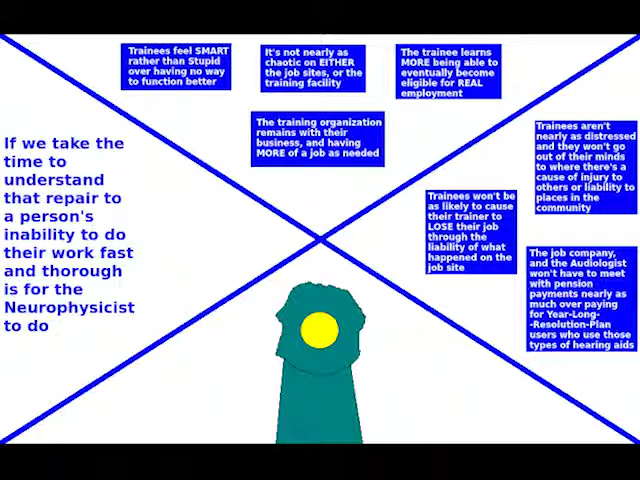 Trainees feel SMART
rather than Stupid
over having no way
to function better
It's not nearly as
chaotic on EITHER
the job sites, or the
training facility
The trainee learns
MORE being able to
eventually become
eligible for REAL
employment
The training organization
remains with their
business, and having
MORE of a job as needed
If we take the
time to
understand
that repair to
a person's
inability to do
their work fast
and thorough
is for the
Neurophysicist
to do
Trainees aren't
nearly as distressed
and they won't go
out of their minds
to where there's a
cause of injury to
others or liability to
places in the
community
Trainees won't be
as likely to cause
their trainer to
LOSE their job
through the
liability of what
happened on the
job site
The job company,
and the Audiologist
won't have to meet
with pension
payments nearly as
much over paying
for Year-Long-
-Resolution-Plan
users who use those
types of hearing aids